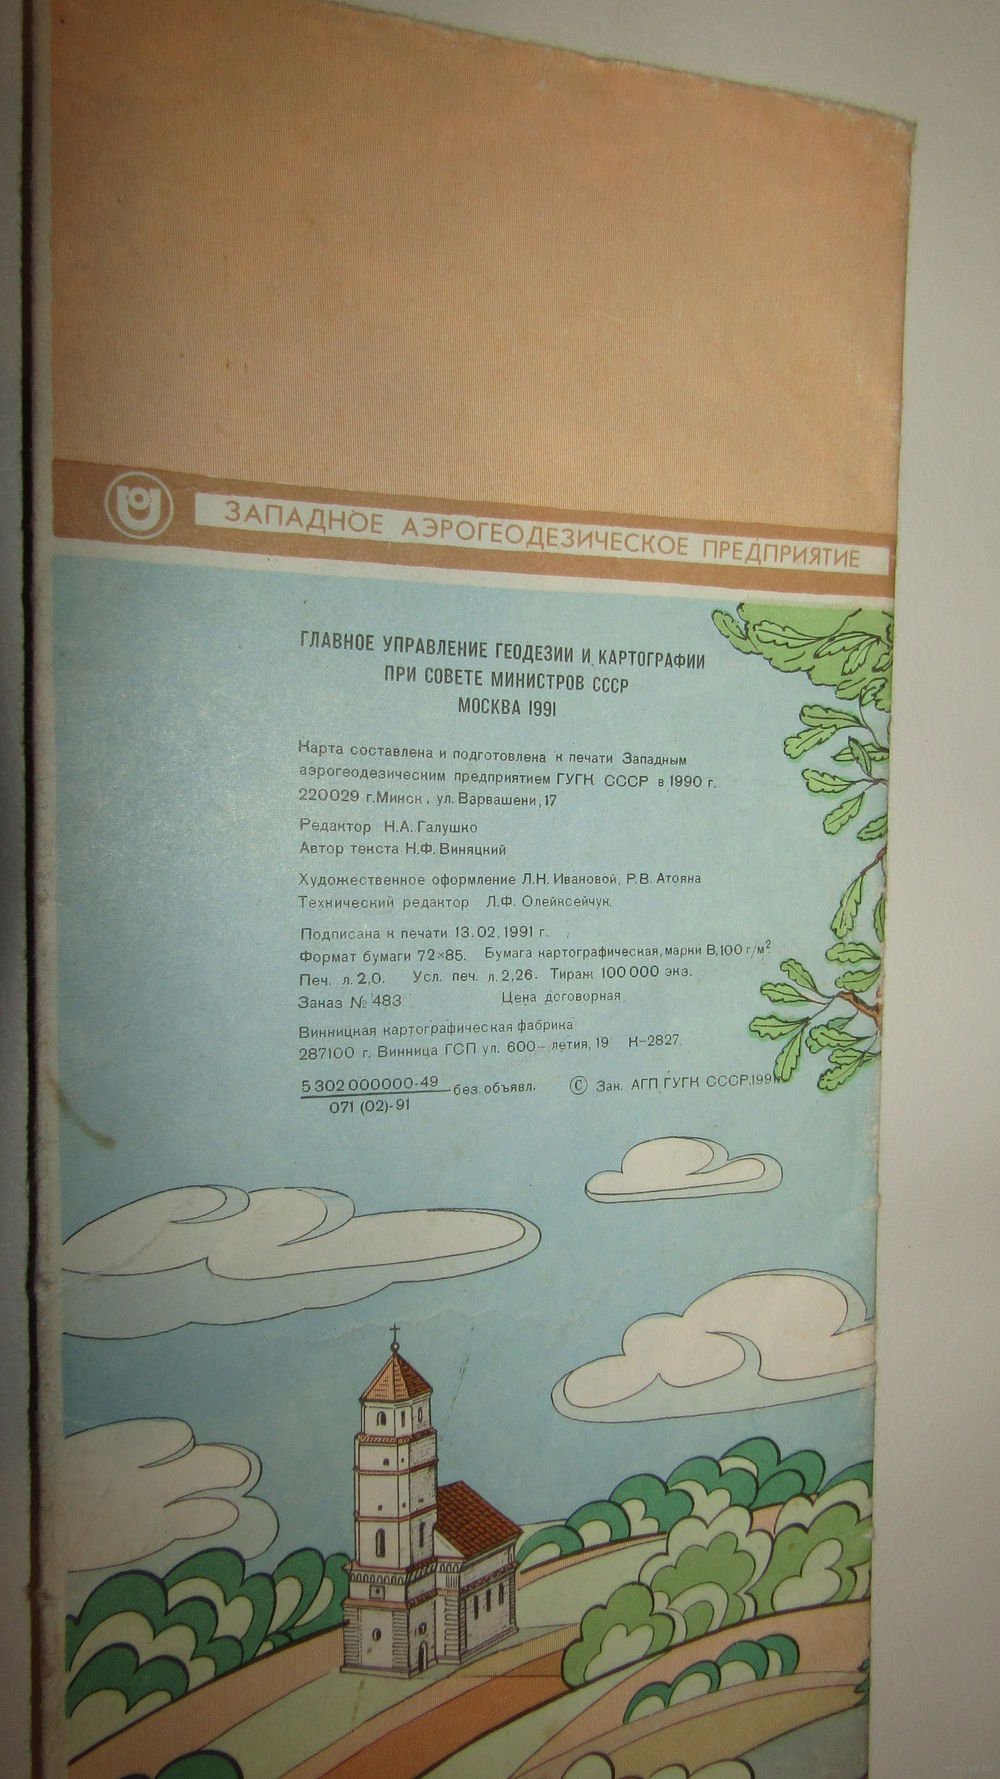 ЗАПАДНОЕ АЭРОГЕОДЕЗИЧЕСКОЕ ПРЕДПРИЯТИЕ
ГЛАВНОЕ УПРАВЛЕНИЕ ГЕОДЕЗИИ И КАРТОГРАФИИ
ПРИ СОВЕТЕ МИНИСТРОВ СССР
МОСКВА 1991
Карта составлена и подготовлена к печати Западным
аэрогеодезическим предприятием ГУГК СССР в 1990 г.
220029 г.Минск, ул. Варвашени, 17
Редактор Н.А. Галушко
Автор текста Н.Ф. Виняцкий
Художественное оформление Л.Н. Ивановой, Р.В. Атояна
Технический редактор Л.Ф. Олейксейчук.
Подписана к печати 13.02.1991 г.
Формат бумаги 72×85. Бумага картографическая, марки В, 100 г/м²
Печ. л. 2,0. Усл. печ. л. 2,26. Тираж 100 000 экз.
Заказ № 483 Цена договорная.
Винницкая картографическая фабрика
287100 г. Винница ГСП ул. 600-летия, 19 К-2827.
5 302 000000-49 без объявл. © Зак. АГП ГУГК СССР, 1991
071 (02)-91